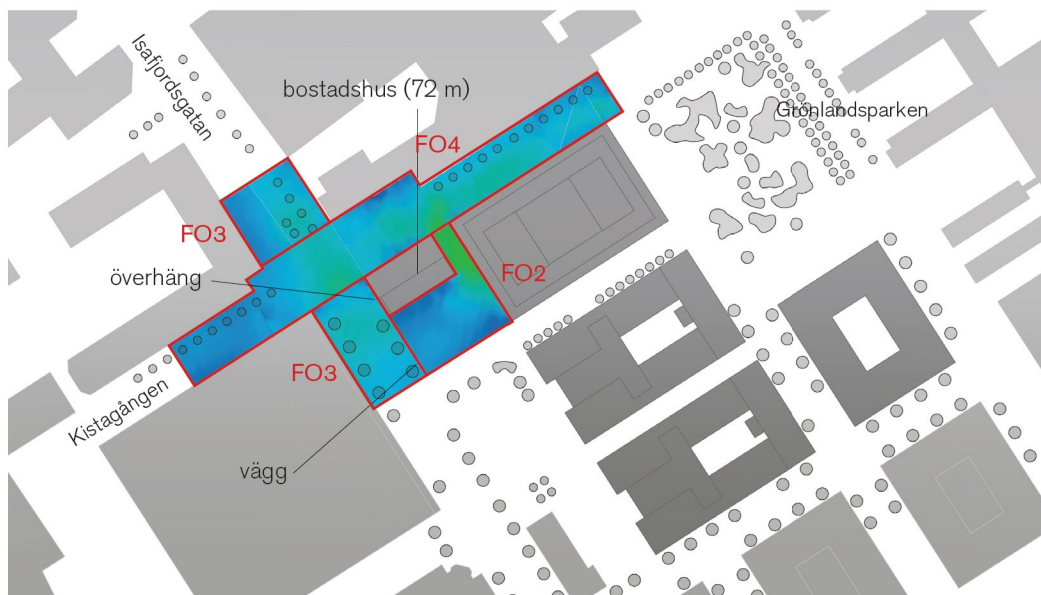 Isafjordsgatan
bostadshus (72 m)
Grönlandsparken
FO4
FO3
överhäng
FO2
FO3
Kistagången
vägg